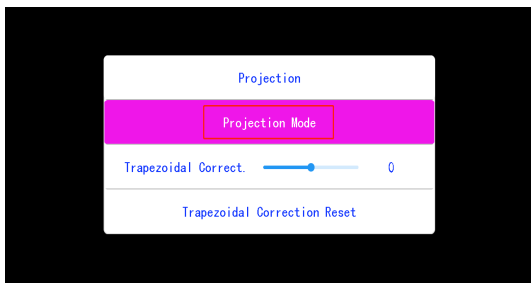 Projection
Projection Mode
Trapezoidal Correct. 0
Trapezoidal Correction Reset